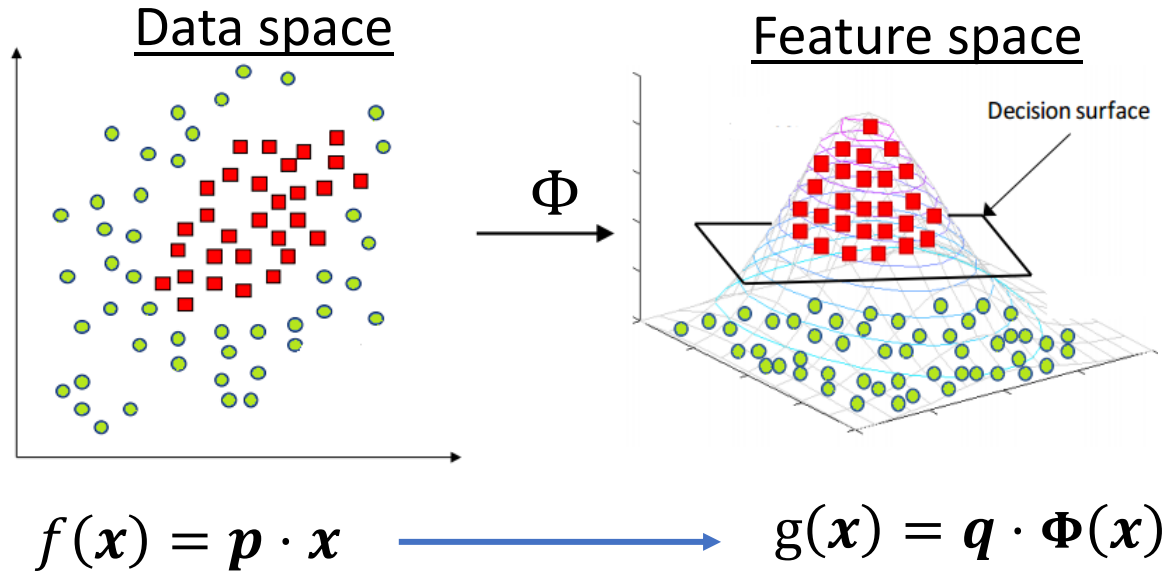 Data space
Feature space
Decision surface
Φ
f(x) = p · x
g(x) = q · Φ(x)